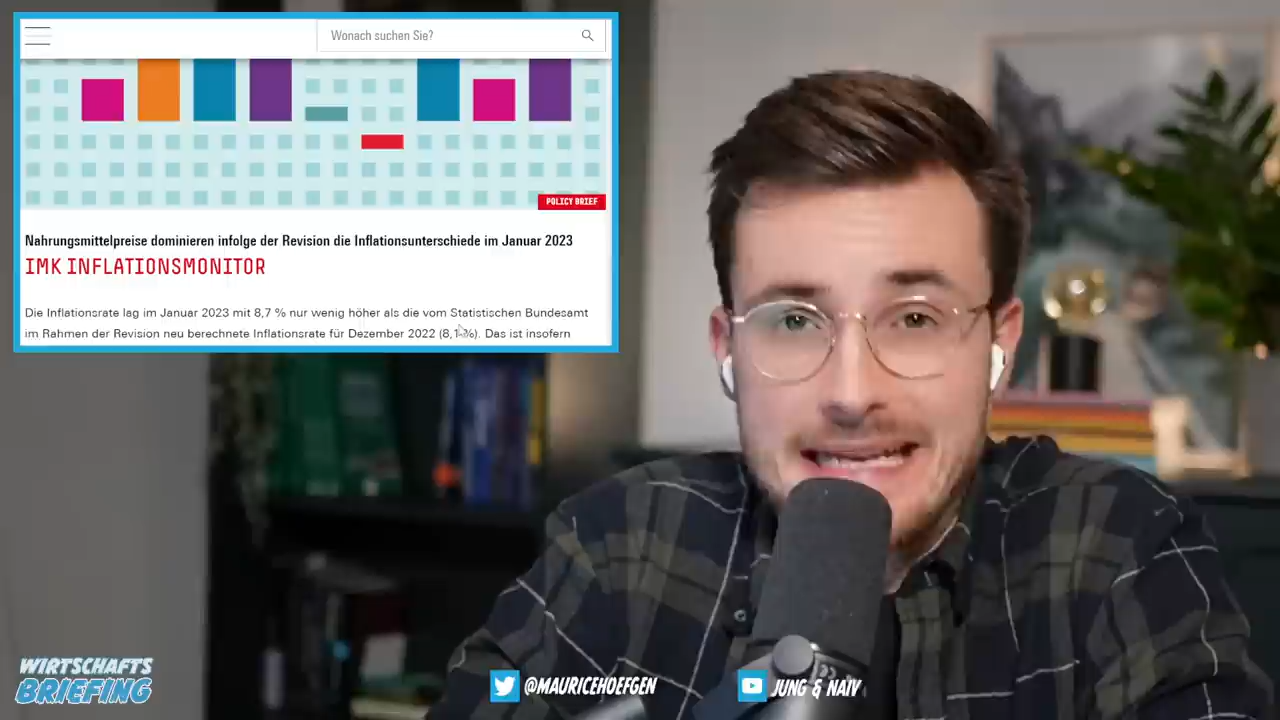 Wonach suchen Sie?
POLICY BRIEF
Nahrungsmittelpreise dominieren infolge der Revision die Inflationsunterschiede im Januar 2023
IMK INFLATIONSMONITOR
Die Inflationsrate lag im Januar 2023 mit 8,7 % nur wenig höher als die vom Statistischen Bundesamt
im Rahmen der Revision neu berechnete Inflationsrate für Dezember 2022 (8,1 %). Das ist insofern
WIRTSCHAFTS
BRIEFING
@MAURICEHOEFGEN
JUNG & NAIV